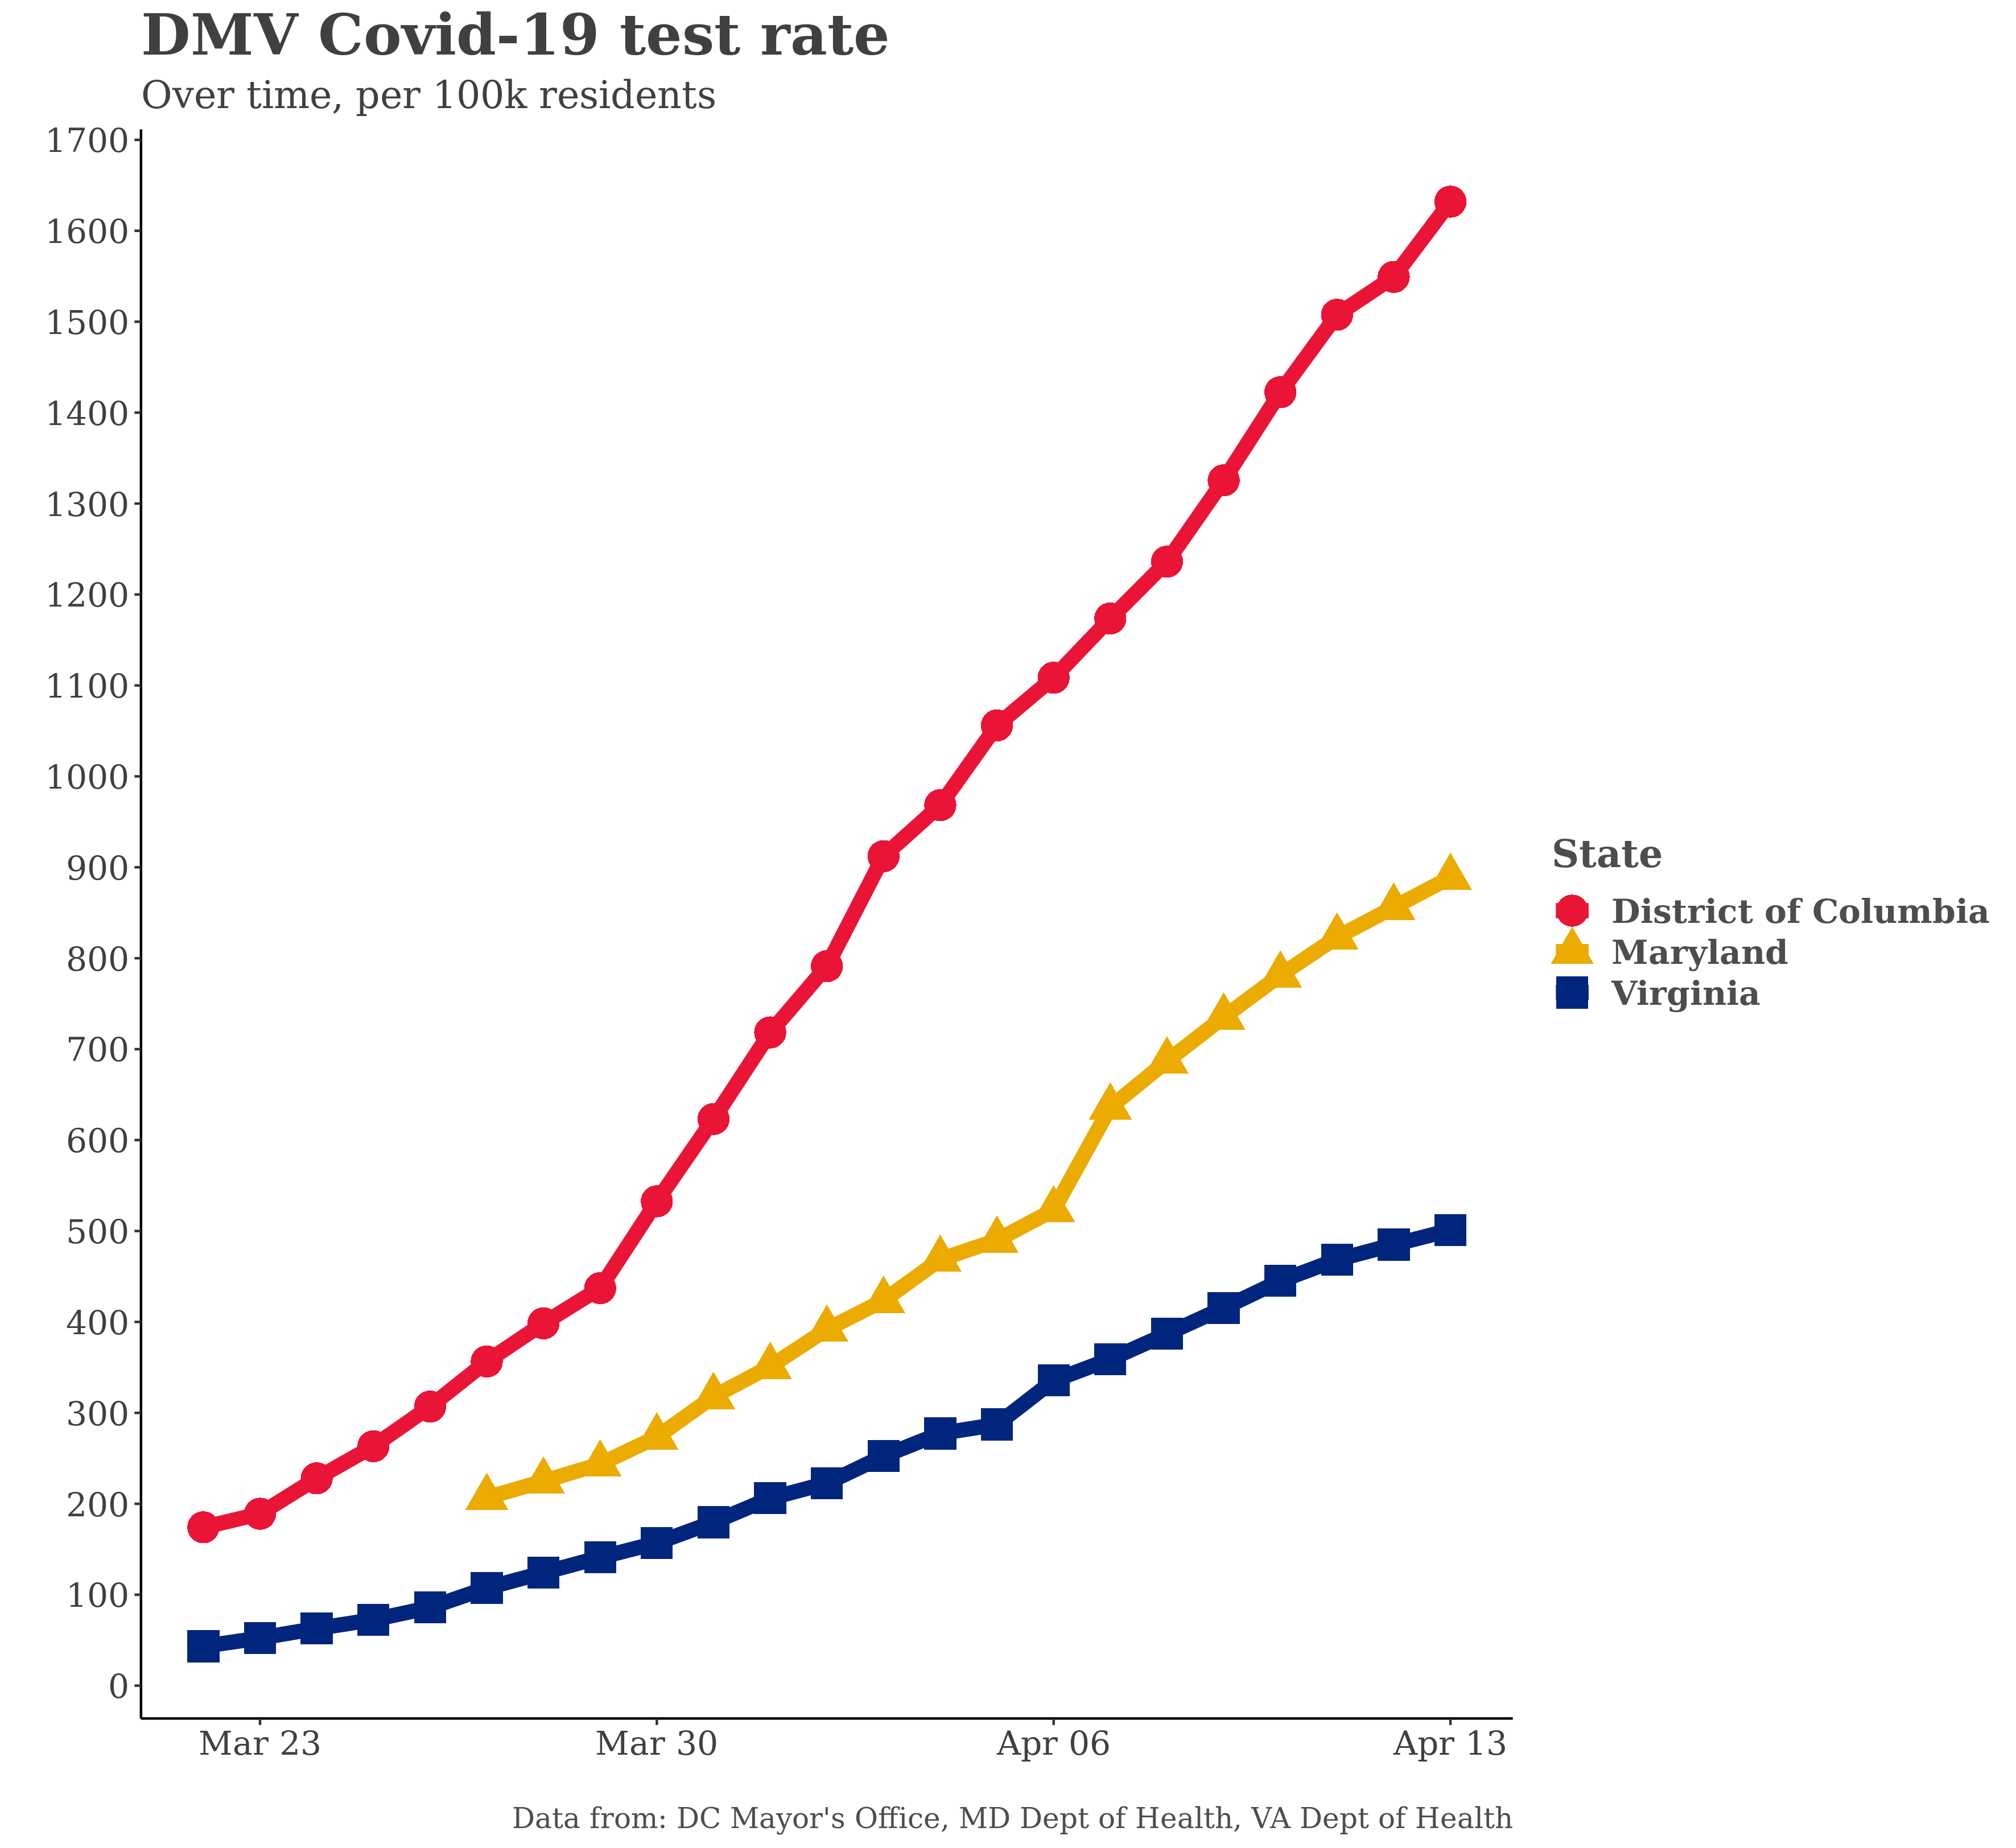 DMV Covid-19 test rate
Over time, per 100k residents
1700
1600
1500
1400
1300
1200
1100
1000
900
800
700
600
500
400
300
200
100
0
Mar 23 Mar 30 Apr 06 Apr 13
State
District of Columbia
Maryland
Virginia
Data from: DC Mayor's Office, MD Dept of Health, VA Dept of Health